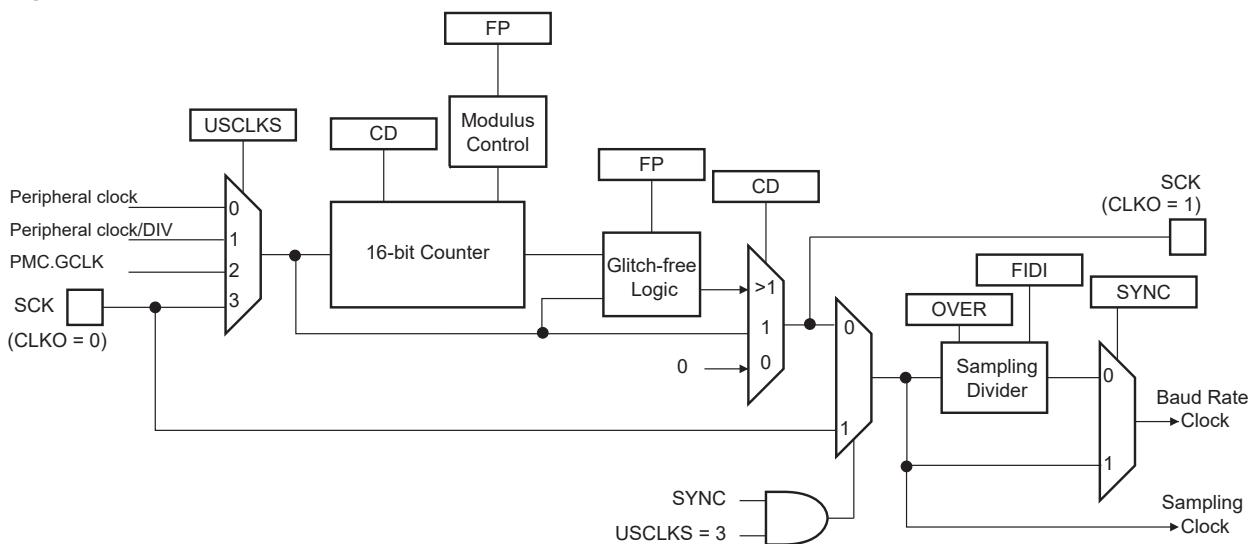 FP
USCLKS
CD
Modulus
Control
FP
CD
SCK
(CLKO = 1)
Peripheral clock
0
Peripheral clock/DIV
1
PMC.GCLK
2
SCK
3
(CLKO = 0)
16-bit Counter
Glitch-free
Logic
>1
1
0
0
0
1
FIDI
OVER
SYNC
Sampling
Divider
0
1
Baud Rate
Clock
SYNC
USCLKS = 3
Sampling
Clock